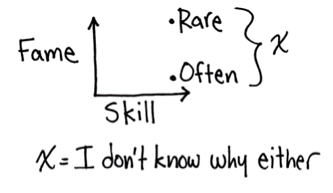 Rare
Fame
x
Often
Skill
x = I don't know why either